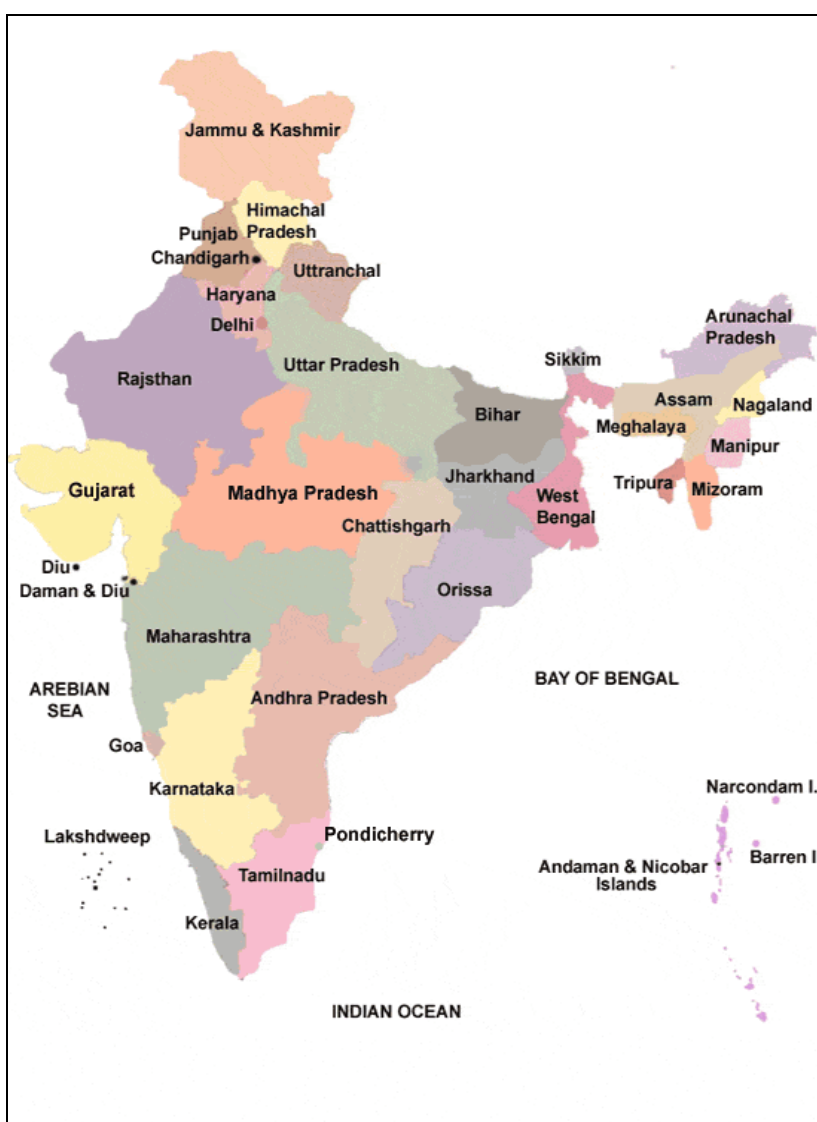 Jammu & Kashmir
Himachal
Pradesh
Punjab
Chandigarh
Uttranchal
Haryana
Delhi
Arunachal
Pradesh
Sikkim
Uttar Pradesh
Rajsthan
Assam
Nagaland
Bihar
Meghalaya
Manipur
Jharkhand
Tripura
Mizoram
Gujarat
Madhya Pradesh
West
Bengal
Chattishgarh
Diu
Daman & Diu
Orissa
Maharashtra
BAY OF BENGAL
AREBIAN
SEA
Andhra Pradesh
Goa
Karnataka
Narcondam I.
Lakshdweep
Pondicherry
Barren I
Andaman & Nicobar
Islands
Tamilnadu
Kerala
INDIAN OCEAN